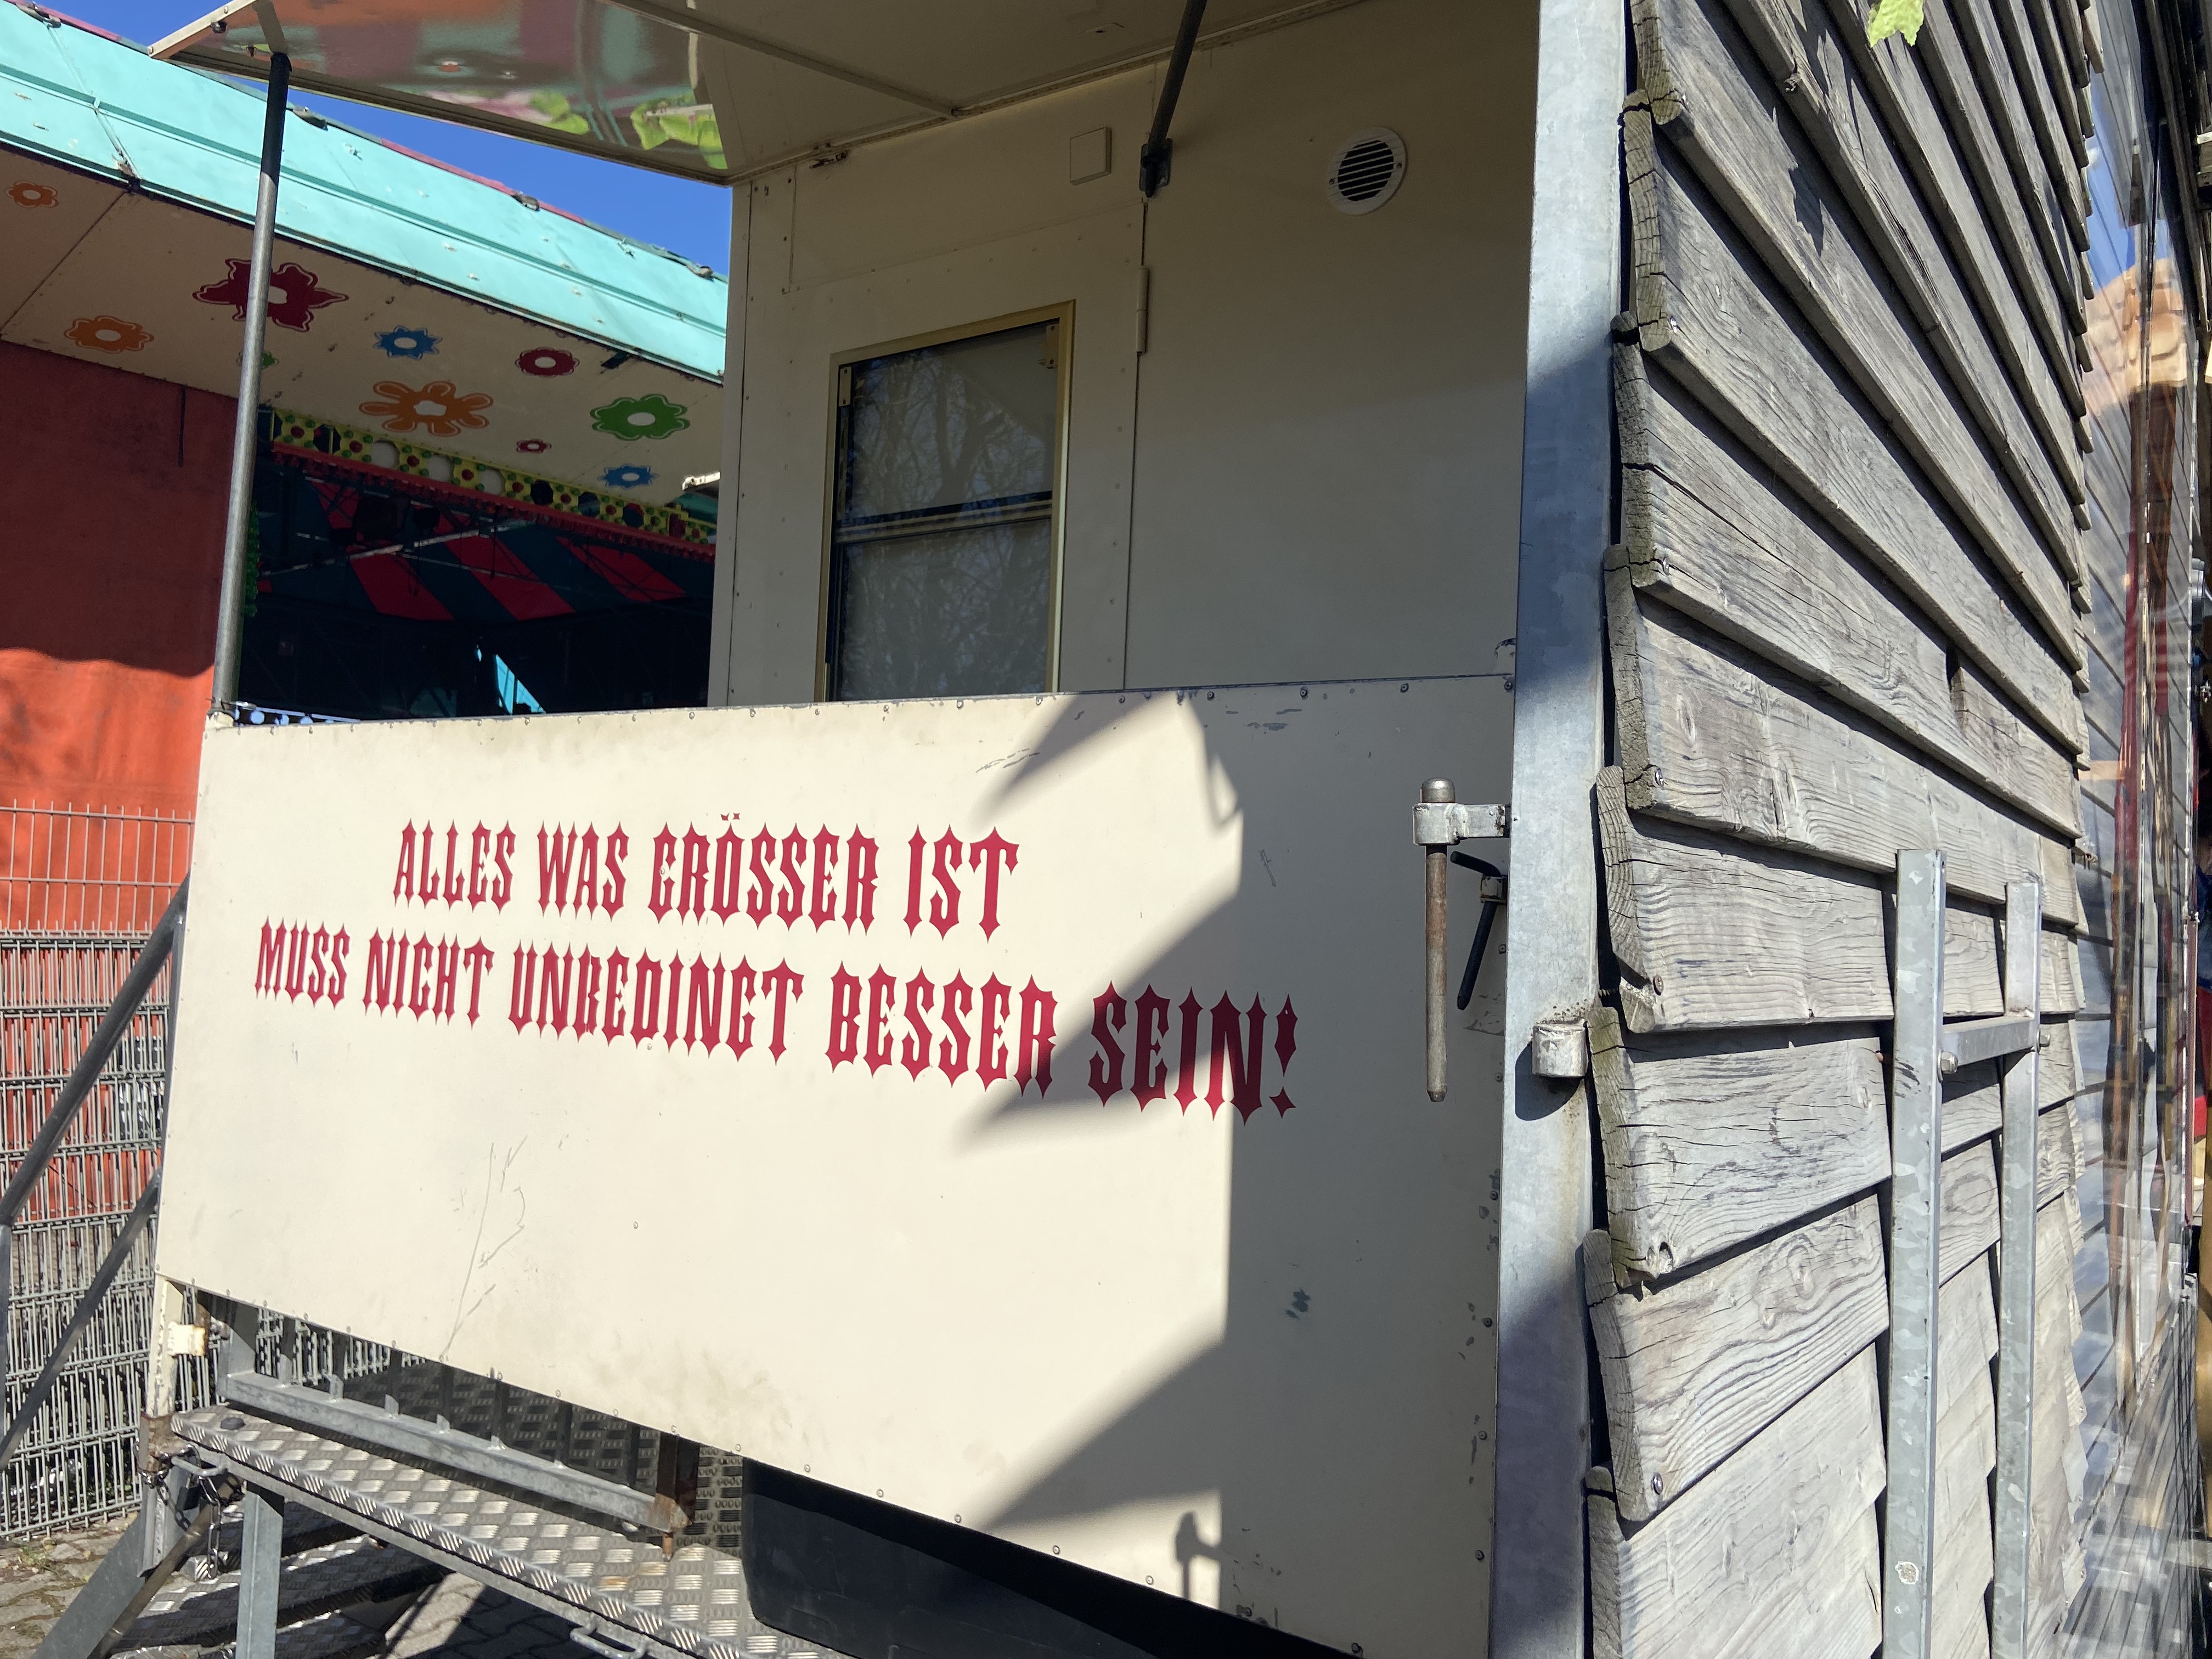 ALLES WAS GRÖSSER IST
MUSS NICHT UNBEDINGT BESSER SEIN!